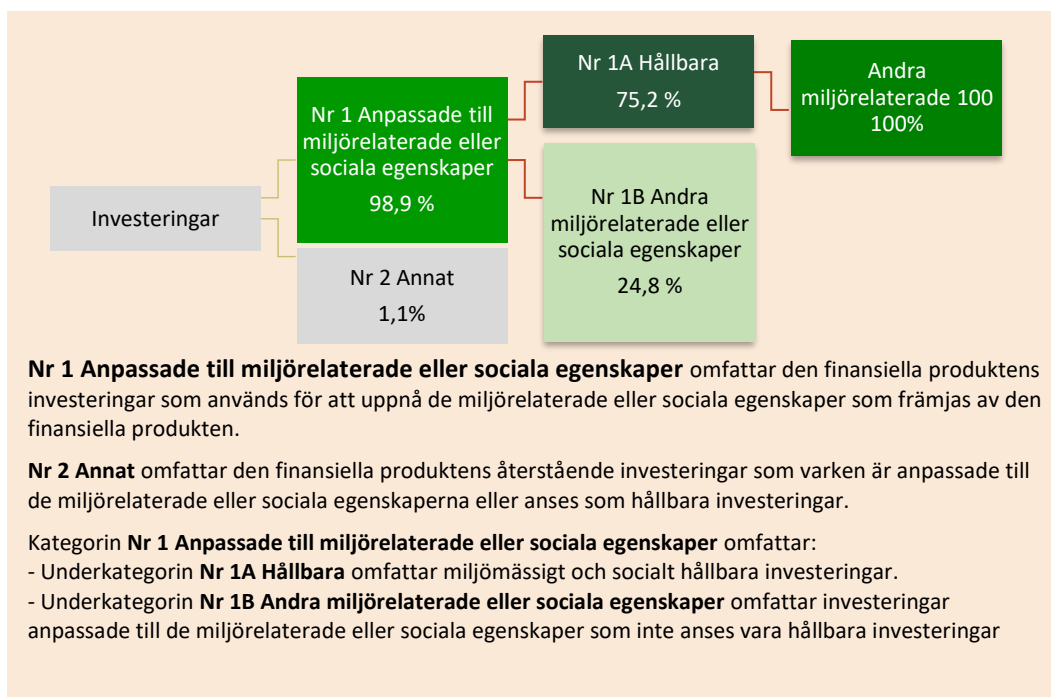 Investeringar
Nr 1 Anpassade till
miljörelaterade eller
sociala egenskaper
98,9 %
Nr 2 Annat
1,1%
Nr 1A Hållbara
75,2 %
Nr 1B Andra
miljörelaterade eller
sociala egenskaper
24,8 %
Andra
miljörelaterade 100
100%
Nr 1 Anpassade till miljörelaterade eller sociala egenskaper omfattar den finansiella produktens
investeringar som används för att uppnå de miljörelaterade eller sociala egenskaper som främjas av den
finansiella produkten.
Nr 2 Annat omfattar den finansiella produktens återstående investeringar som varken är anpassade till
de miljörelaterade eller sociala egenskaperna eller anses som hållbara investeringar.
Kategorin Nr 1 Anpassade till miljörelaterade eller sociala egenskaper omfattar:
- Underkategorin Nr 1A Hållbara omfattar miljömässigt och socialt hållbara investeringar.
- Underkategorin Nr 1B Andra miljörelaterade eller sociala egenskaper omfattar investeringar
anpassade till de miljörelaterade eller sociala egenskaper som inte anses vara hållbara investeringar